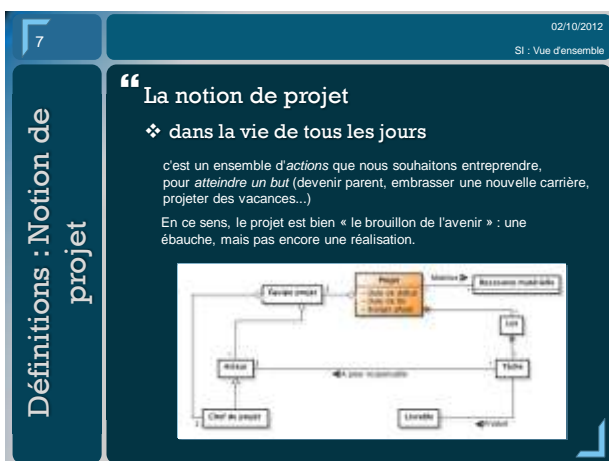 7
02/10/2012
SI : Vue d'ensemble
Définitions : Notion de
projet
“
La notion de projet
❖ dans la vie de tous les jours
c'est un ensemble d'actions que nous souhaitons entreprendre,
pour atteindre un but (devenir parent, embrasser une nouvelle carrière,
projeter des vacances...)
En ce sens, le projet est bien « le brouillon de l'avenir » : une
ébauche, mais pas encore une réalisation.
Projet
Equipe projet
Ressource matérielle
Lot
Acteur
Tâche
Chef de projet
Livrable